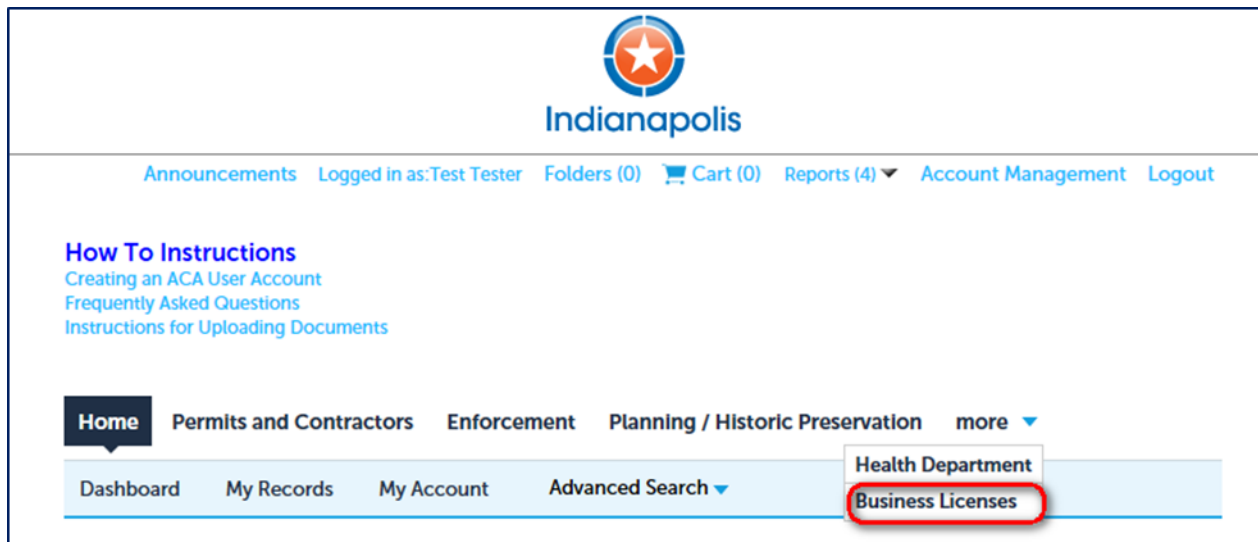 Indianapolis
Announcements Logged in as:Test Tester Folders (0) Cart (0) Reports (4) Account Management Logout
How To Instructions
Creating an ACA User Account
Frequently Asked Questions
Instructions for Uploading Documents
Home Permits and Contractors Enforcement Planning / Historic Preservation more
Health Department
Dashboard My Records My Account Advanced Search
Business Licenses